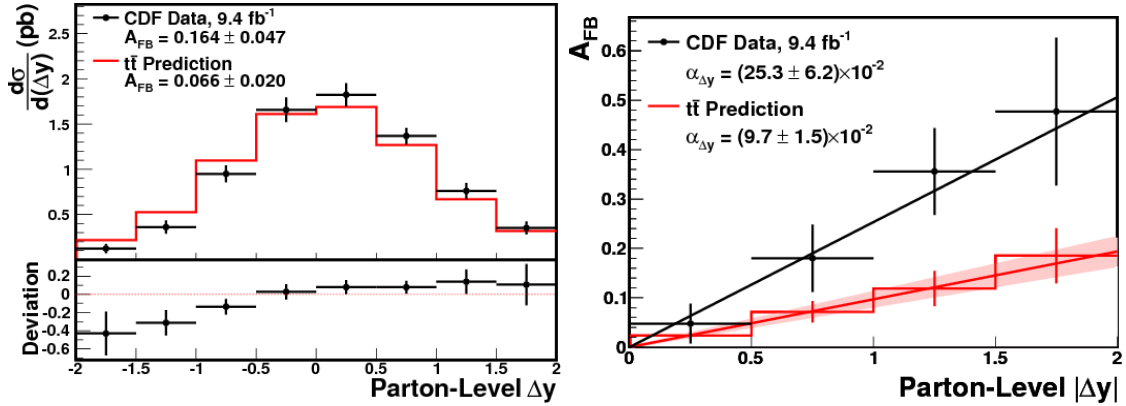 CDF Data, 9.4 fb⁻¹
A_FB = 0.164 ± 0.047
tt̄ Prediction
A_FB = 0.066 ± 0.020
dσ/d(Δy) (pb)
2.5
2
1.5
1
0.5
Deviation
0.2
0
-0.2
-0.4
-0.6
-2 -1.5 -1 -0.5 0 0.5 1 1.5 2
Parton-Level Δy
A_FB
CDF Data, 9.4 fb⁻¹
α_Δy = (25.3 ± 6.2)×10⁻²
tt̄ Prediction
α_Δy = (9.7 ± 1.5)×10⁻²
0.6
0.5
0.4
0.3
0.2
0.1
0
0 0.5 1 1.5 2
Parton-Level |Δy|